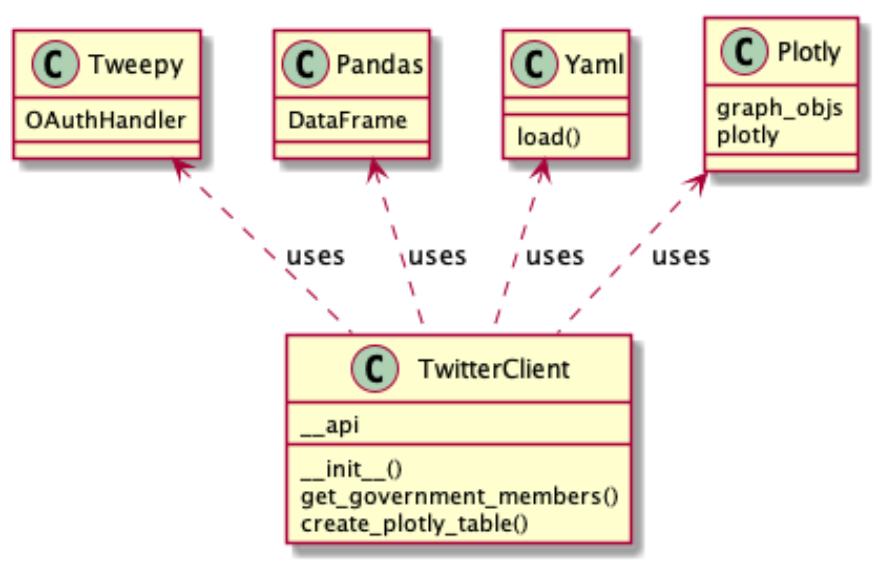 C Tweepy
OAuthHandler
C Pandas
DataFrame
C Yaml
load()
C Plotly
graph_objs
plotly
uses
uses
uses
uses
C TwitterClient
__api
__init__()
get_government_members()
create_plotly_table()